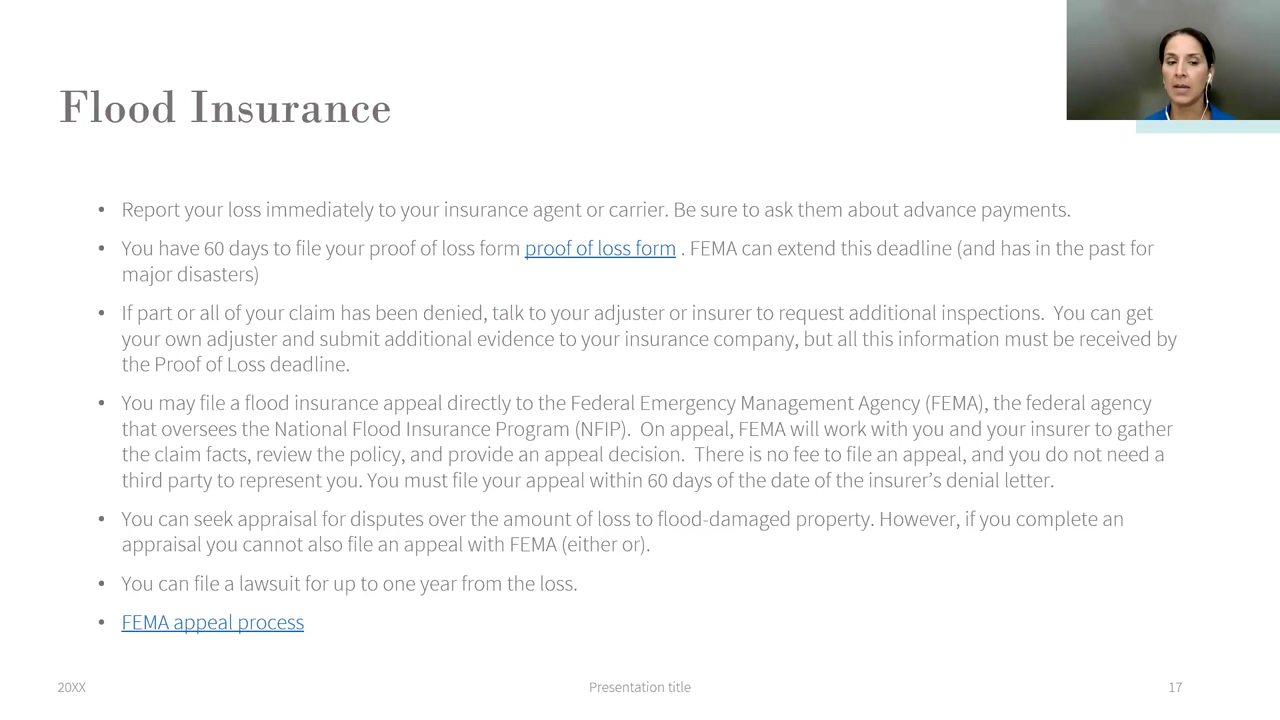 Flood Insurance
• Report your loss immediately to your insurance agent or carrier. Be sure to ask them about advance payments.
• You have 60 days to file your proof of loss form proof of loss form . FEMA can extend this deadline (and has in the past for
major disasters)
• If part or all of your claim has been denied, talk to your adjuster or insurer to request additional inspections.  You can get
your own adjuster and submit additional evidence to your insurance company, but all this information must be received by
the Proof of Loss deadline.
• You may file a flood insurance appeal directly to the Federal Emergency Management Agency (FEMA), the federal agency
that oversees the National Flood Insurance Program (NFIP).  On appeal, FEMA will work with you and your insurer to gather
the claim facts, review the policy, and provide an appeal decision.  There is no fee to file an appeal, and you do not need a
third party to represent you. You must file your appeal within 60 days of the date of the insurer’s denial letter.
• You can seek appraisal for disputes over the amount of loss to flood-damaged property. However, if you complete an
appraisal you cannot also file an appeal with FEMA (either or).
• You can file a lawsuit for up to one year from the loss.
• FEMA appeal process
20XX
Presentation title
17